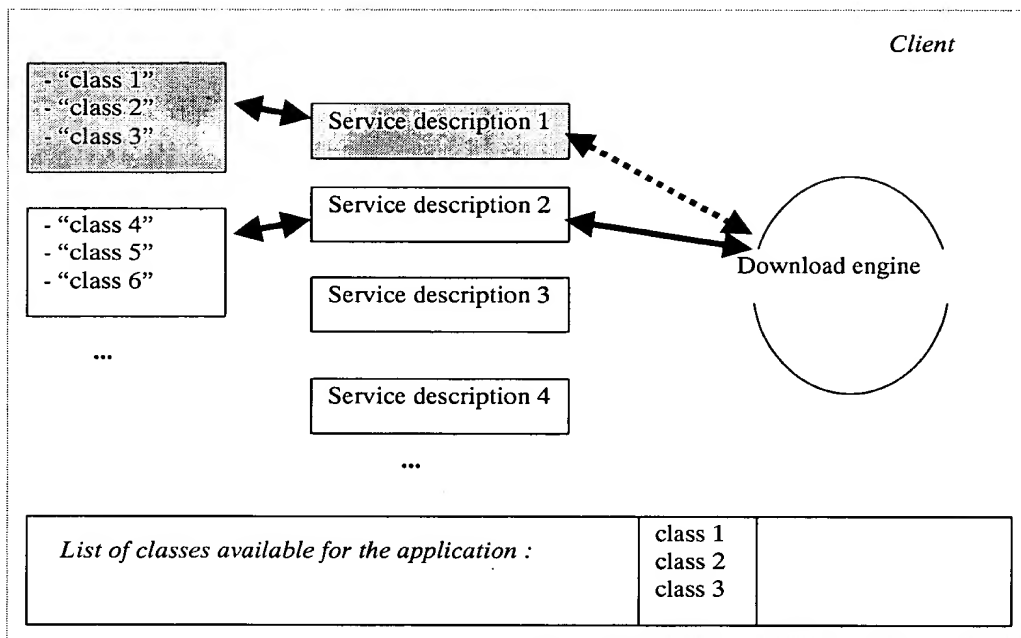 Client
- “class 1”
- “class 2”
- “class 3”
Service description 1
Service description 2
- “class 4”
- “class 5”
- “class 6”
...
Download engine
Service description 3
Service description 4
...
List of classes available for the application :
class 1
class 2
class 3